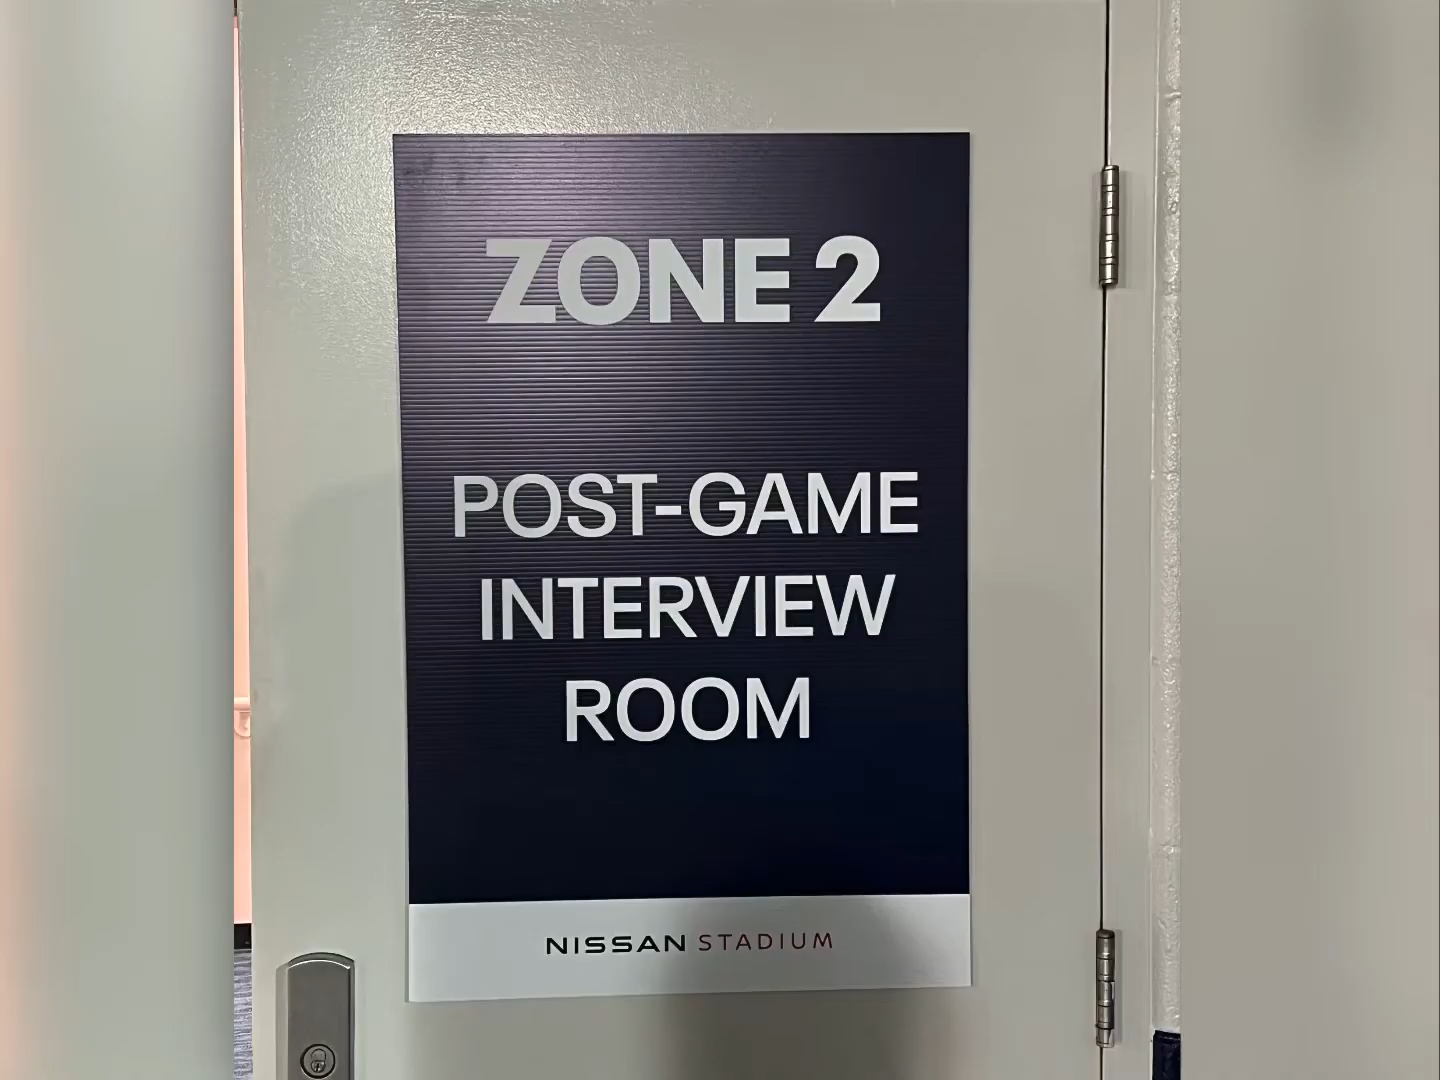 ZONE 2
POST-GAME
INTERVIEW
ROOM
NISSAN STADIUM